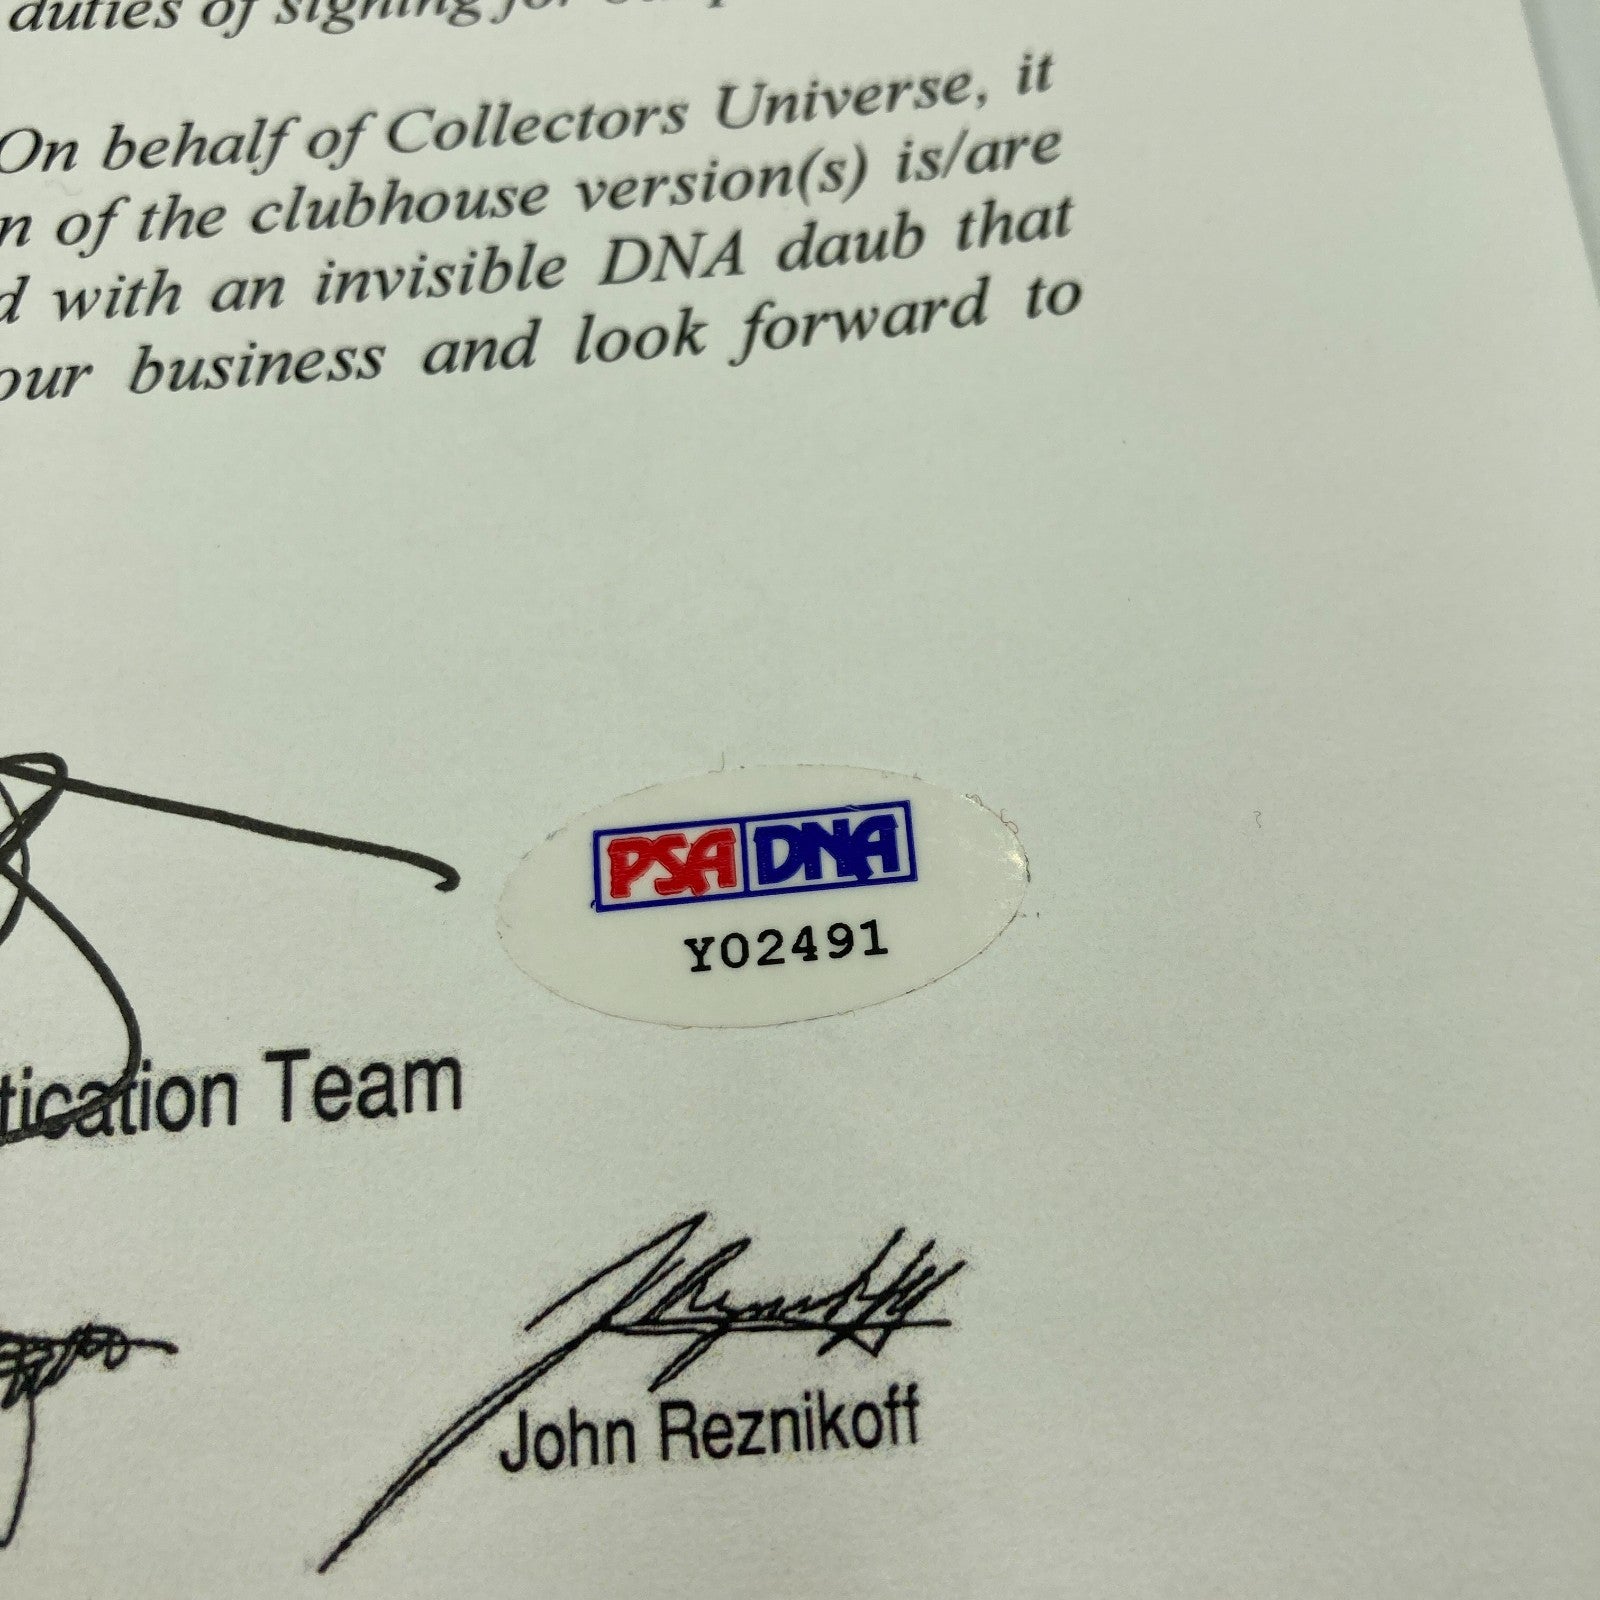 duties of signing for
On behalf of Collectors Universe, it
of the clubhouse version(s) is/are
with an invisible DNA daub that
our business and look forward to
PSA DNA
Y02491
tication Team
John Reznikoff